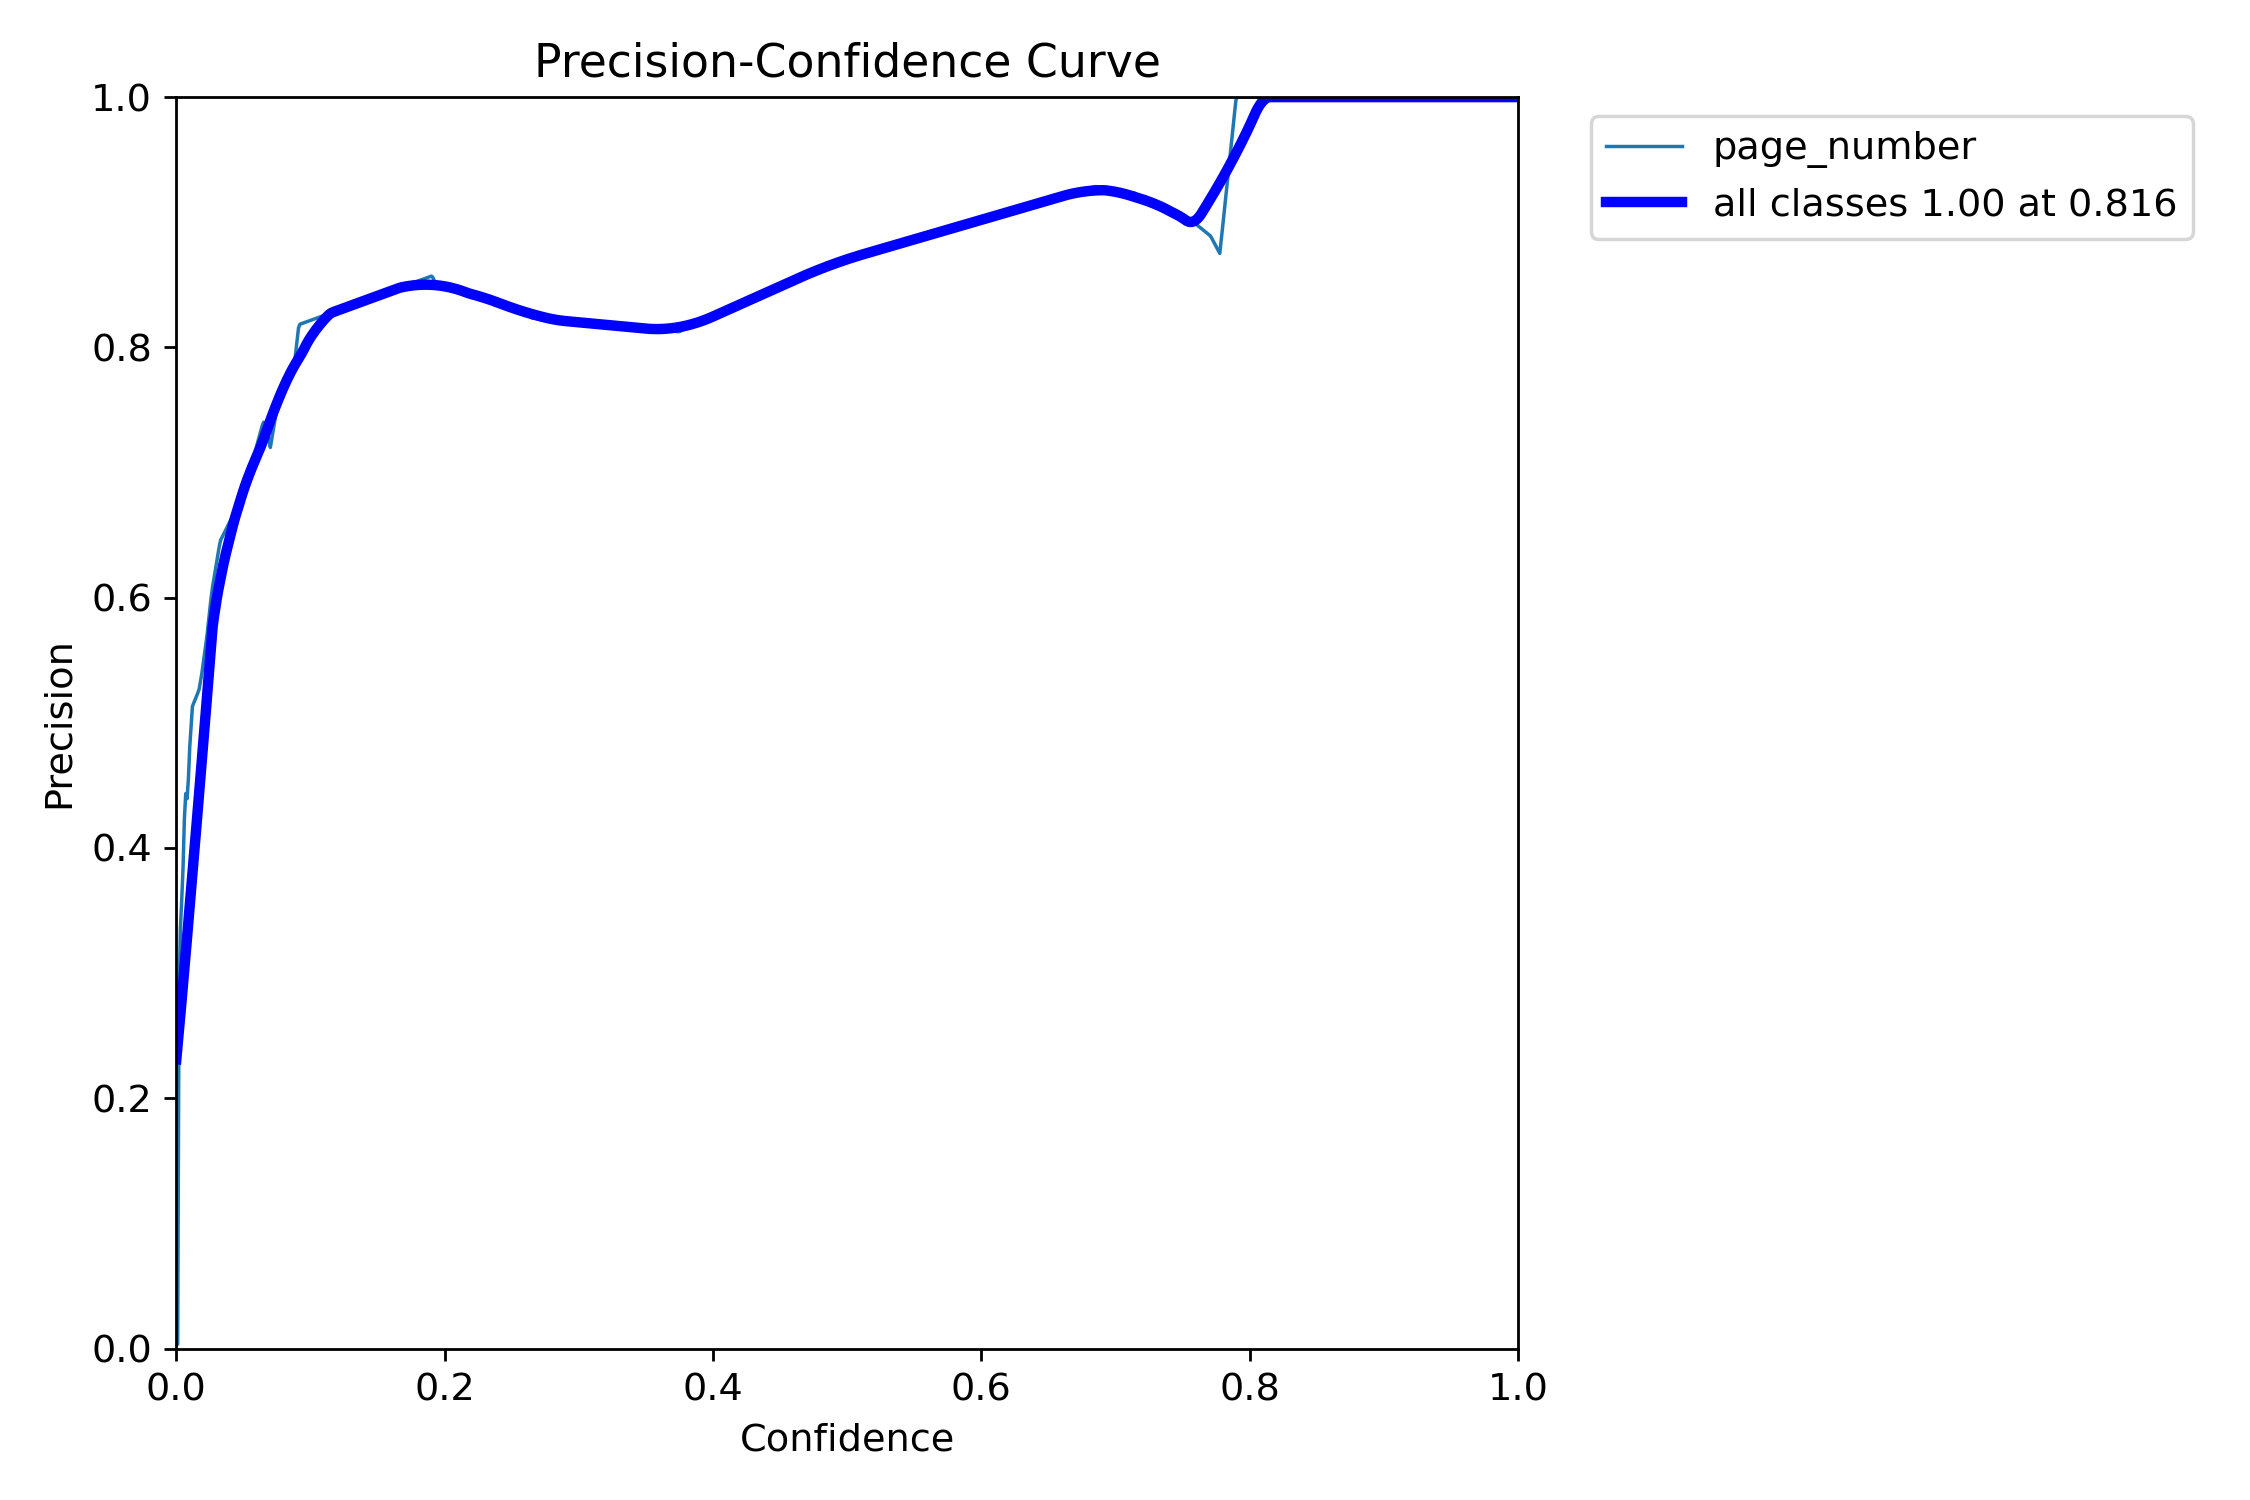 Precision-Confidence Curve
1.0
0.8
0.6
0.4
0.2
0.0
Precision
0.0 0.2 0.4 0.6 0.8 1.0
Confidence
page_number
all classes 1.00 at 0.816